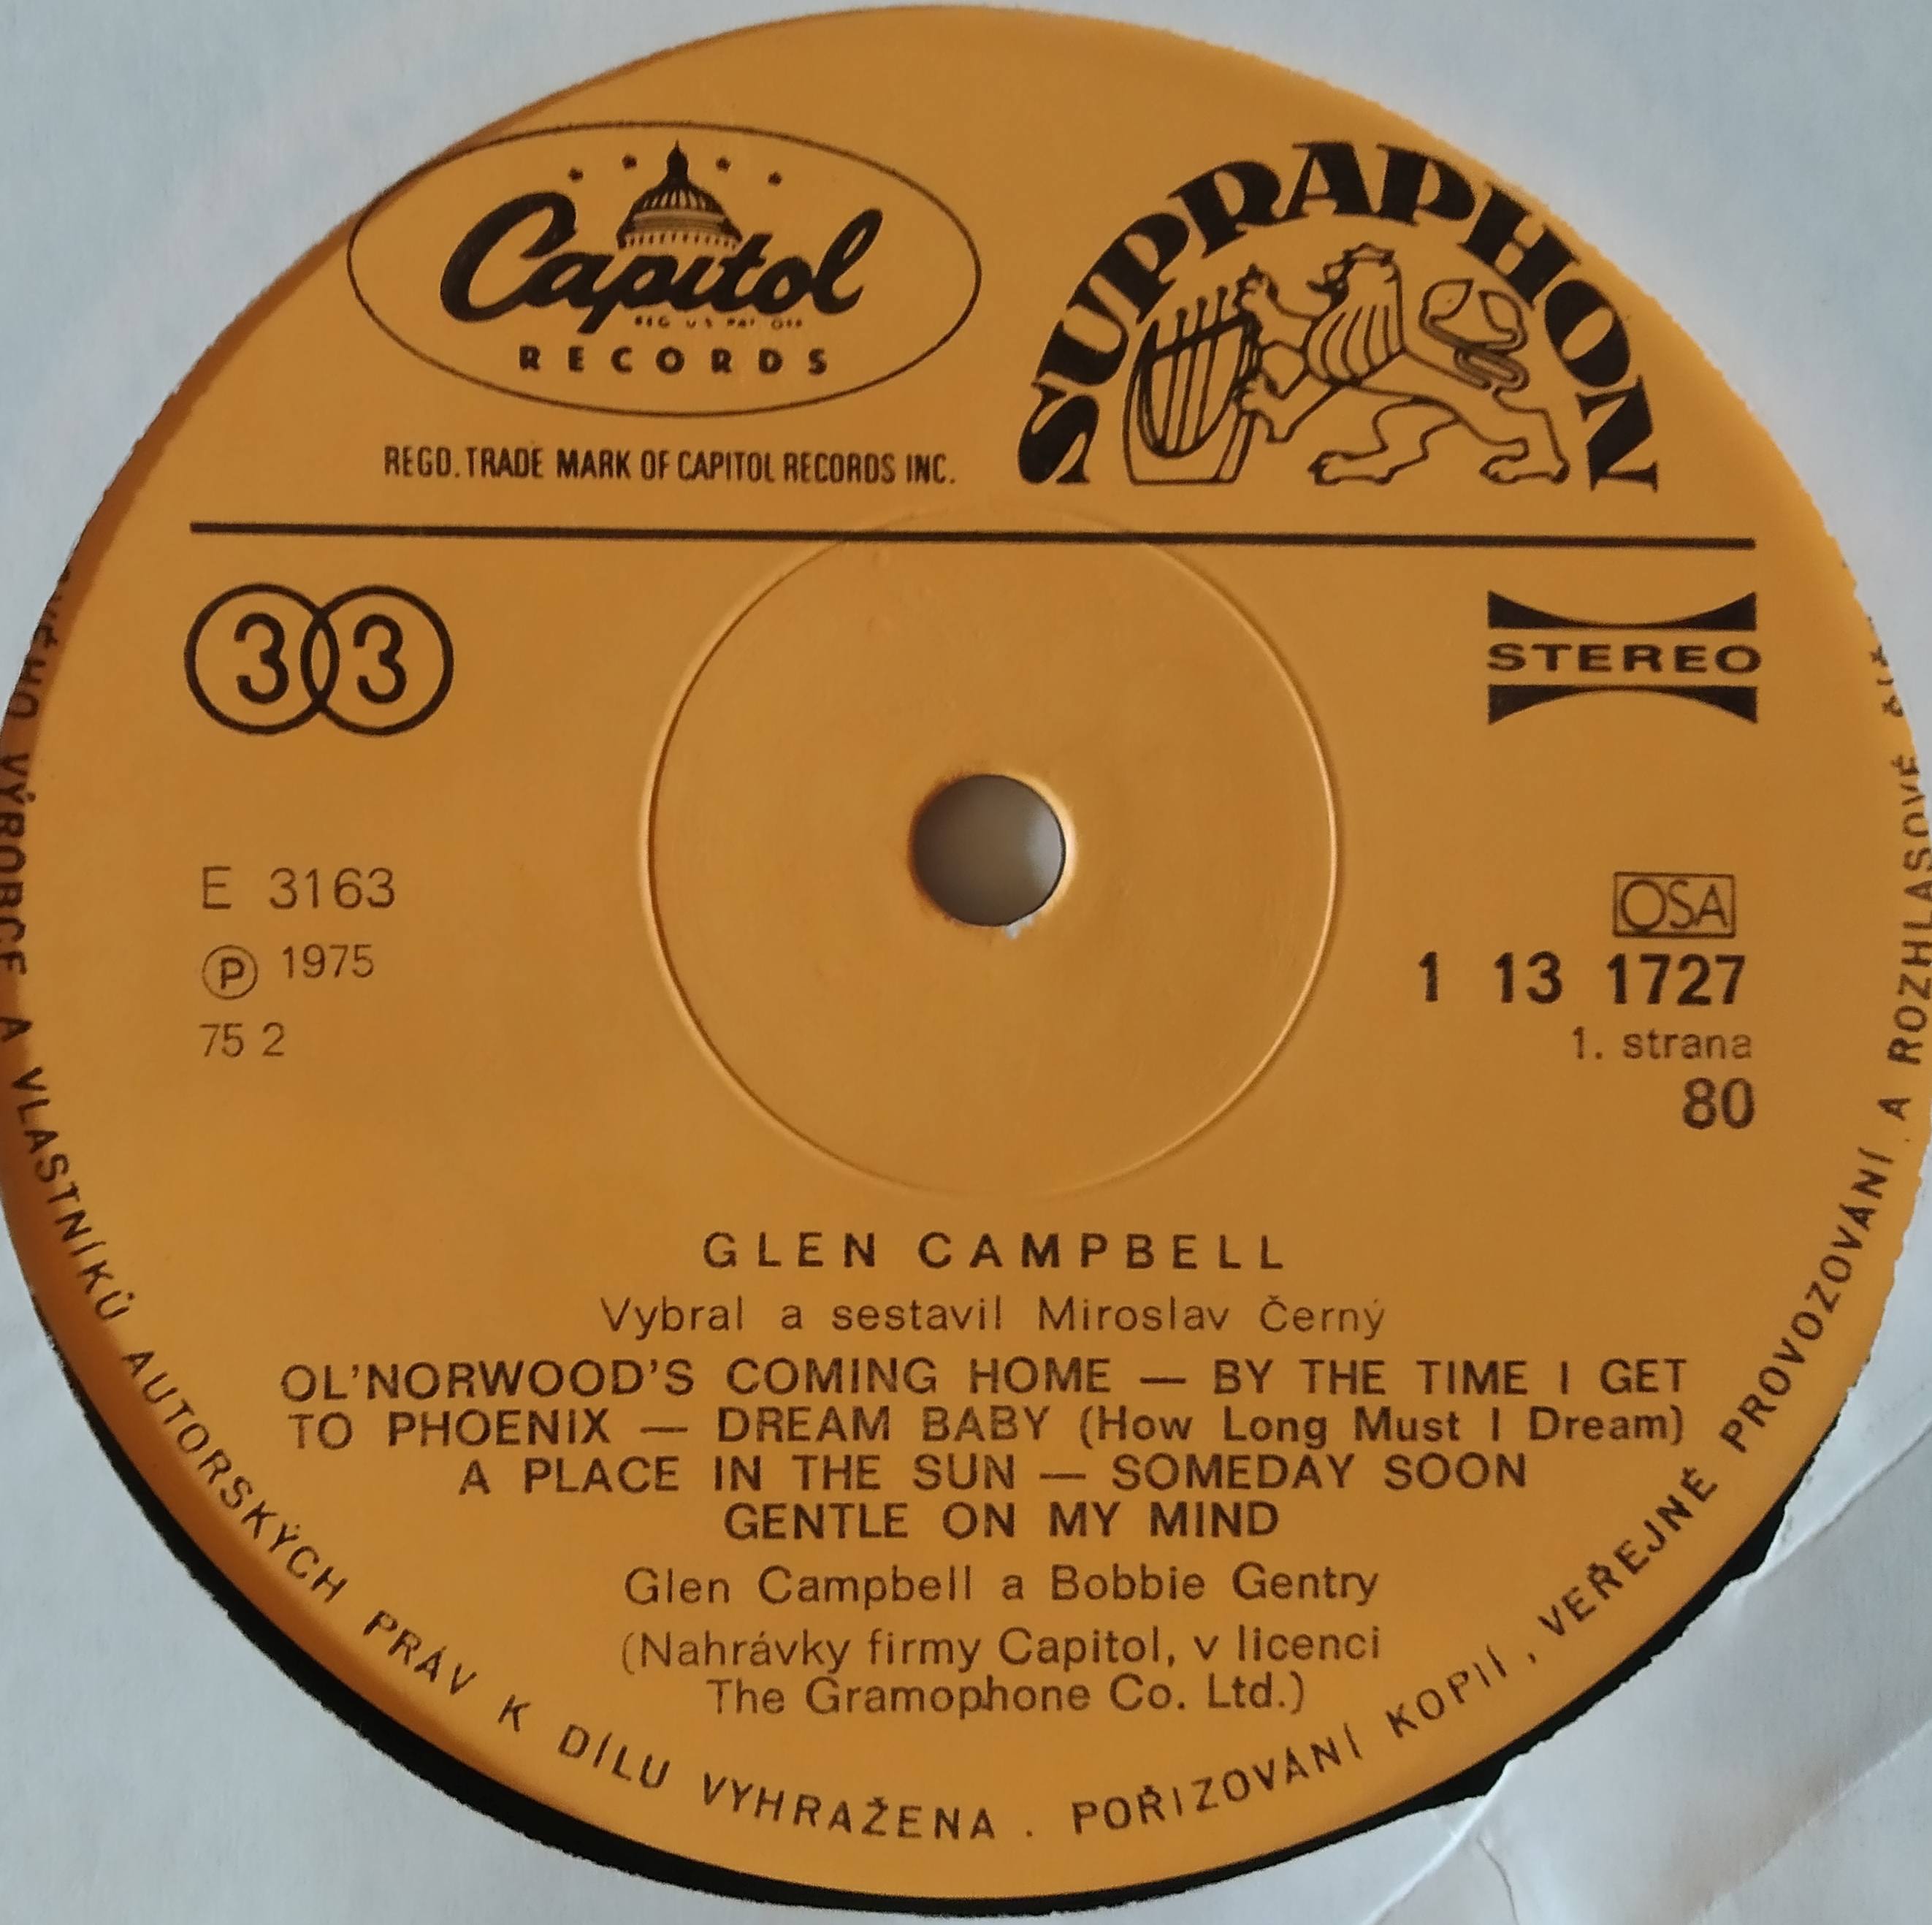 Capitol
REG. U.S. PAT. OFF.
RECORDS
REGD. TRADE MARK OF CAPITOL RECORDS INC.
SUPRAPHON
33
STEREO
E 3163
Ⓟ 1975
75 2
OSA
1 13 1727
1. strana
80
GLEN CAMPBELL
Vybral a sestavil Miroslav Černý
OL'NORWOOD'S COMING HOME — BY THE TIME I GET
TO PHOENIX — DREAM BABY (How Long Must I Dream)
A PLACE IN THE SUN — SOMEDAY SOON
GENTLE ON MY MIND
Glen Campbell a Bobbie Gentry
(Nahrávky firmy Capitol, v licenci
The Gramophone Co. Ltd.)
VÝROBCE A VLASTNÍKŮ AUTORSKÝCH PRÁV K DÍLU VYHRAŽENA . POŘIZOVÁNÍ KOPIÍ, VEŘEJNÉ PROVOZOVÁNÍ A ROZHLASOVÉ